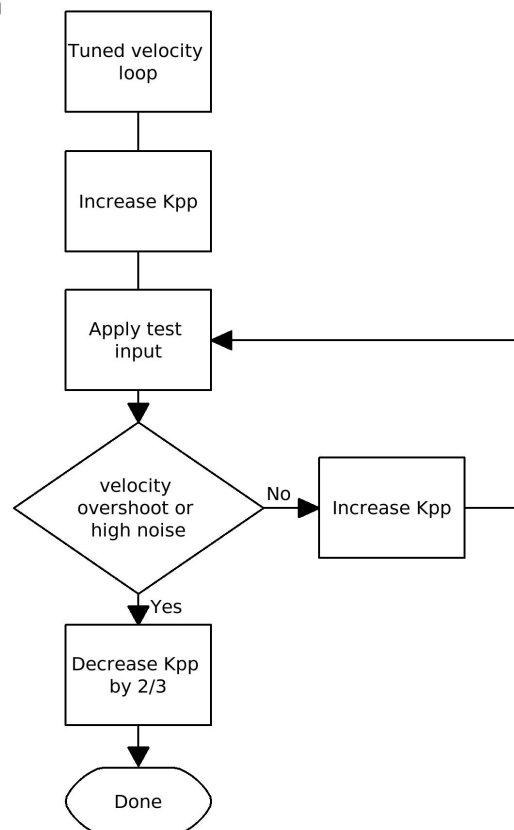 Tuned velocity
loop
Increase Kpp
Apply test
input
velocity
overshoot or
high noise
No
Increase Kpp
Yes
Decrease Kpp
by 2/3
Done